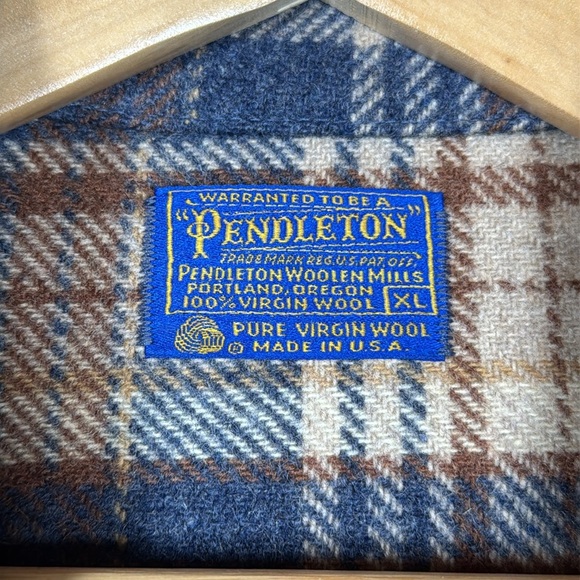 WARRANTED TO BE A
"PENDLETON"
TRADE MARK REG. U.S. PAT. OFF.
PENDLETON WOOLEN MILLS
PORTLAND, OREGON
100% VIRGIN WOOL XL
PURE VIRGIN WOOL
® MADE IN U.S.A.